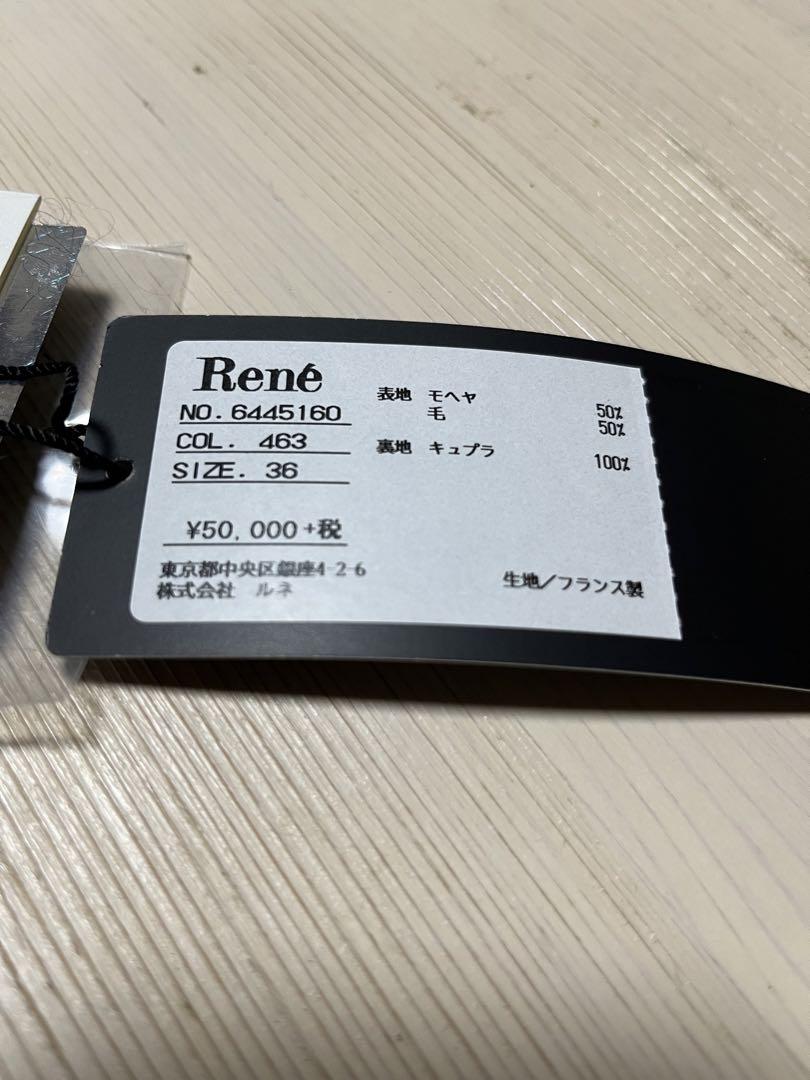 René
NO. 6445160
COL. 463
SIZE. 36
¥50,000+税
東京都中央区銀座4-2-6
株式会社 ルネ
表地 モヘヤ 50%
毛 50%
裏地 キュプラ 100%
生地/フランス製